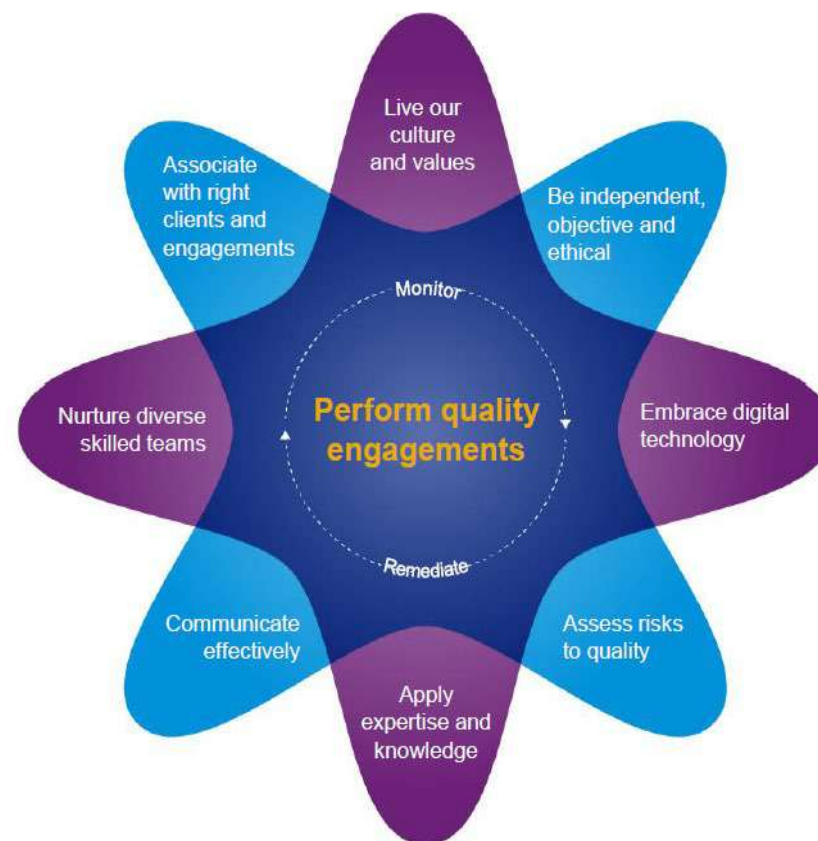 Live our
culture
and values
Be independent,
objective and
ethical
Embrace digital
technology
Assess risks
to quality
Apply
expertise and
knowledge
Communicate
effectively
Nurture diverse
skilled teams
Associate
with right
clients and
engagements
Monitor
Perform quality
engagements
Remediate